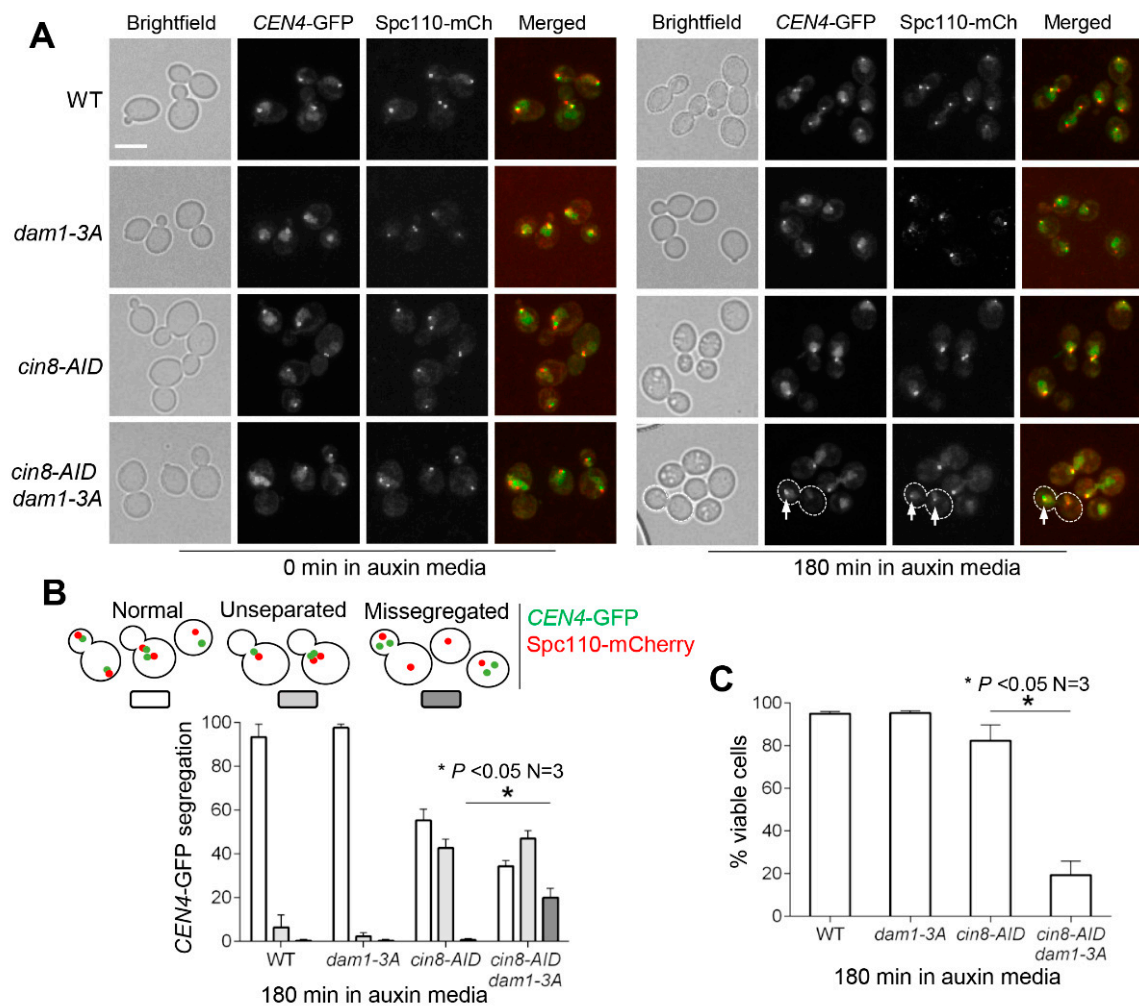 A
Brightfield CEN4-GFP Spc110-mCh Merged Brightfield CEN4-GFP Spc110-mCh Merged
WT
dam1-3A
cin8-AID
cin8-AID
dam1-3A
0 min in auxin media 180 min in auxin media
B
Normal Unseparated Missegregated
CEN4-GFP
Spc110-mCherry
CEN4-GFP segregation
100
80
60
40
20
0
* P <0.05 N=3
*
WT dam1-3A cin8-AID cin8-AID
dam1-3A
180 min in auxin media
C
% viable cells
100
80
60
40
20
0
* P <0.05 N=3
*
WT dam1-3A cin8-AID cin8-AID
dam1-3A
180 min in auxin media